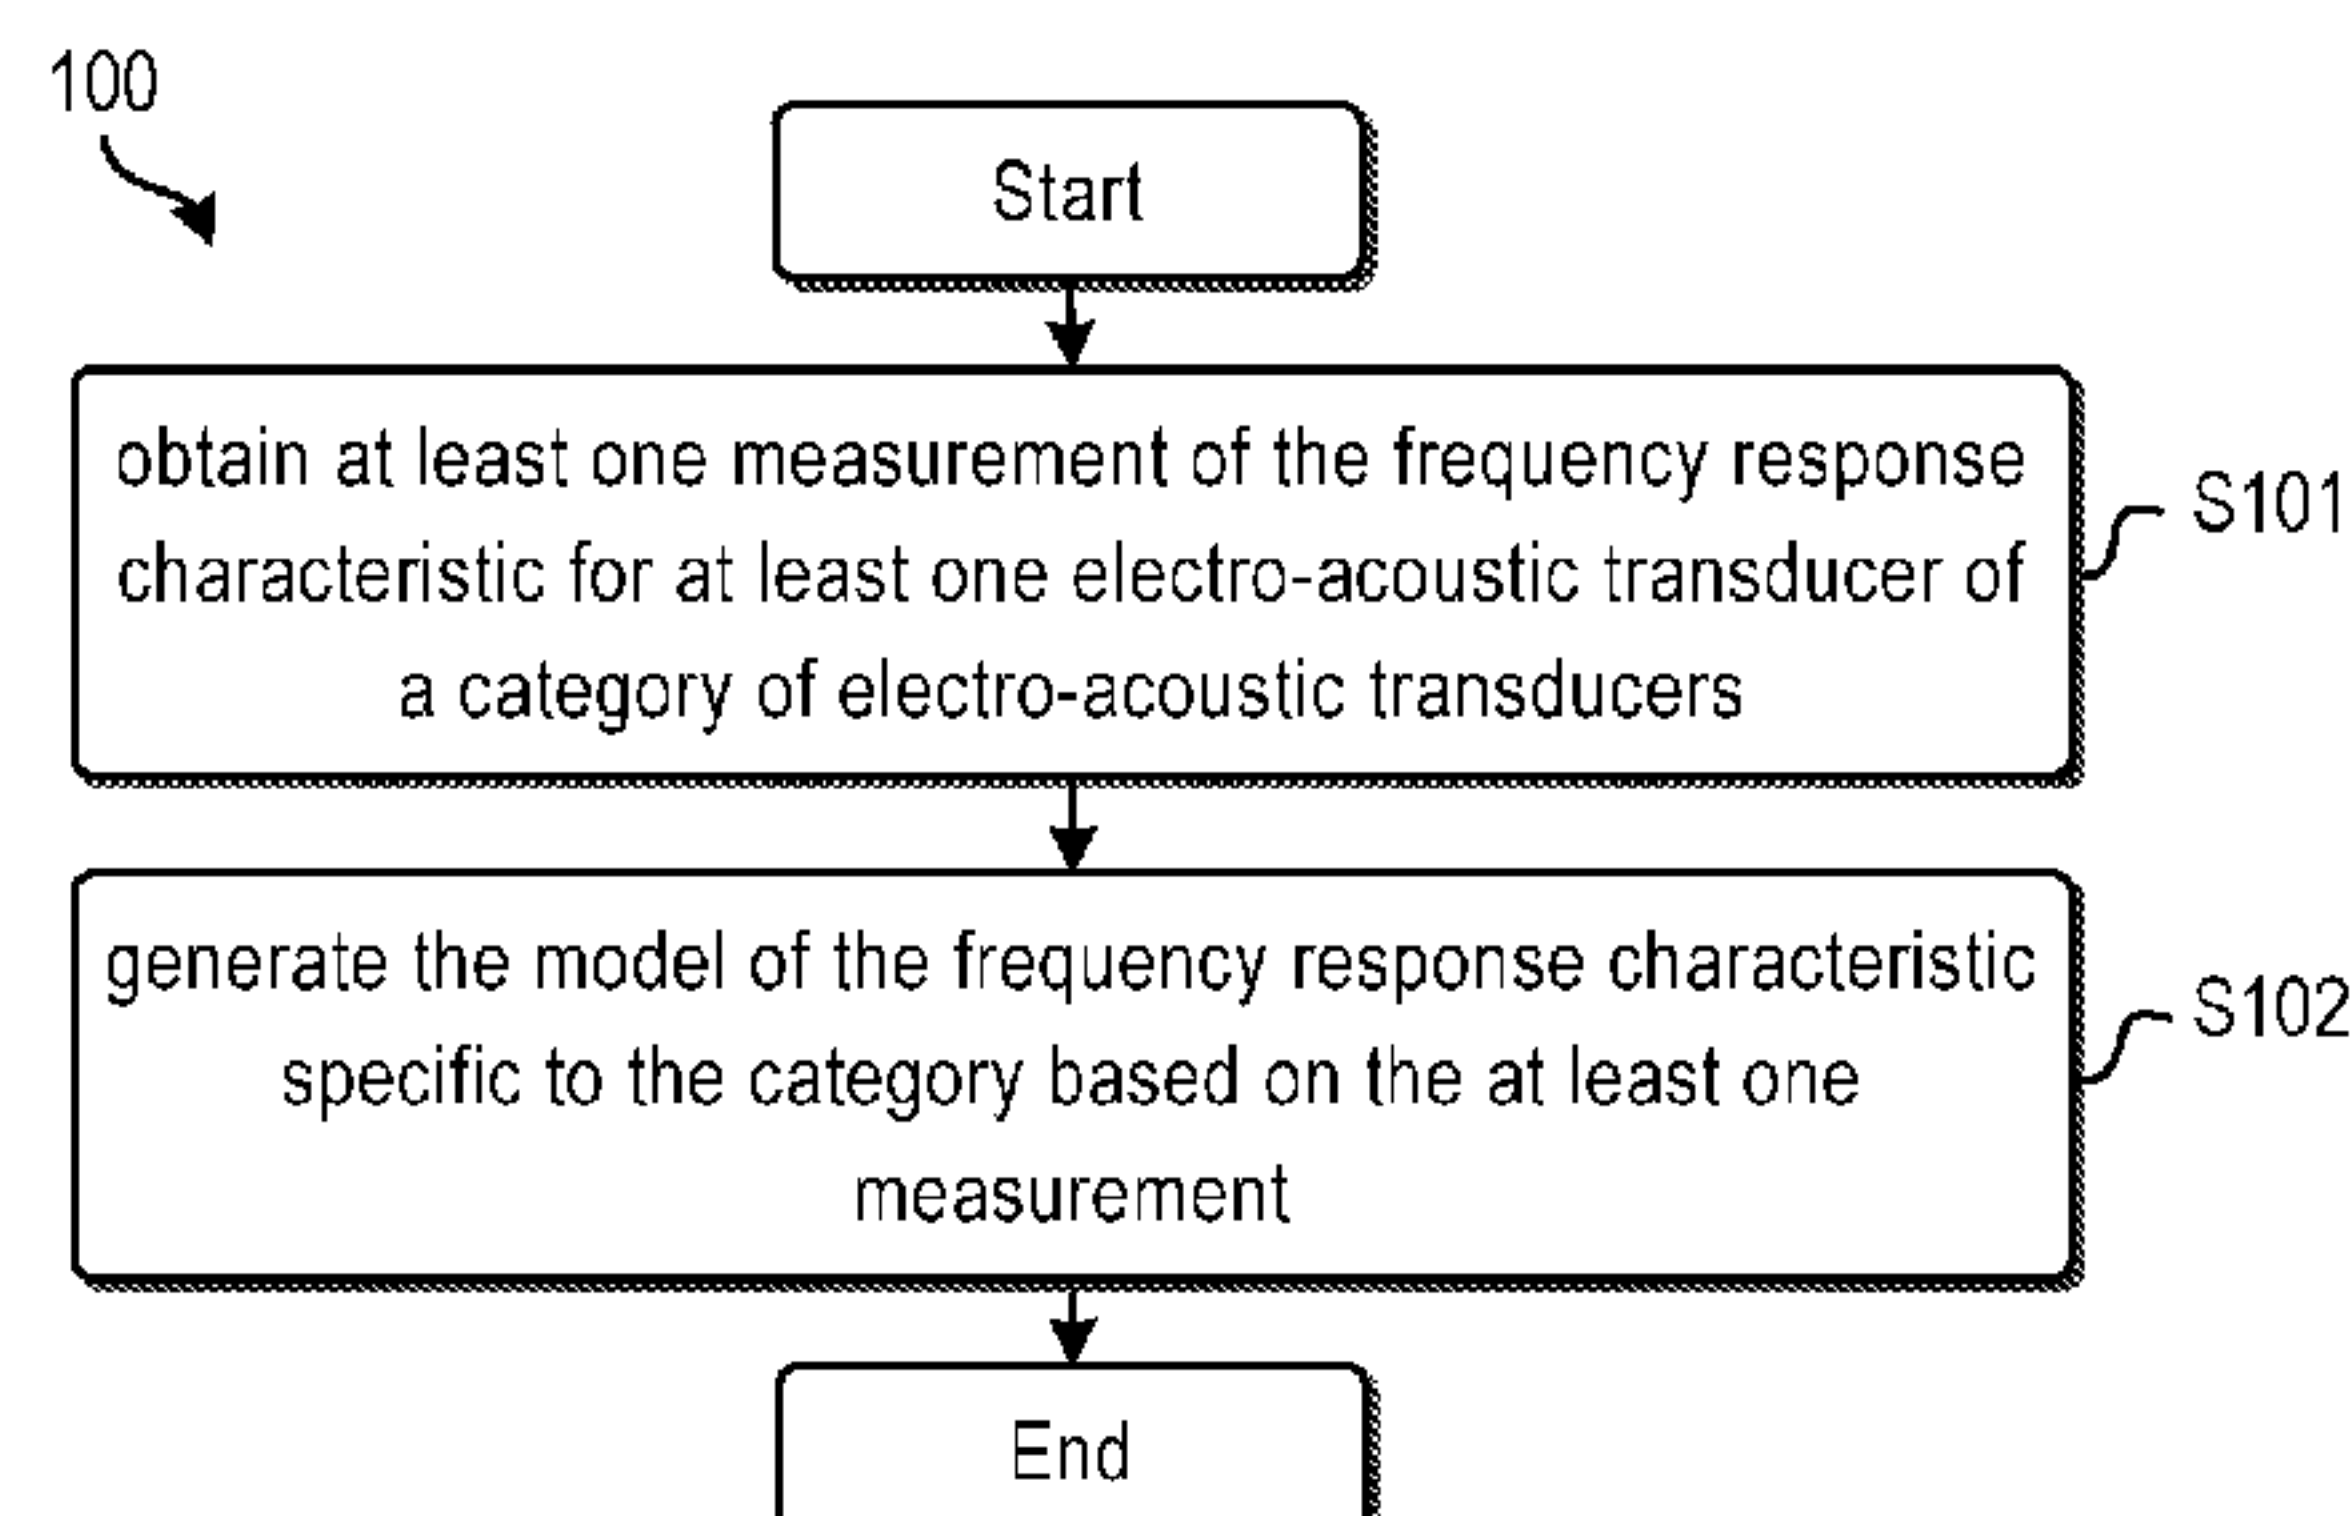 100
Start
obtain at least one measurement of the frequency response
characteristic for at least one electro-acoustic transducer of
a category of electro-acoustic transducers
S101
generate the model of the frequency response characteristic
specific to the category based on the at least one
measurement
S102
End